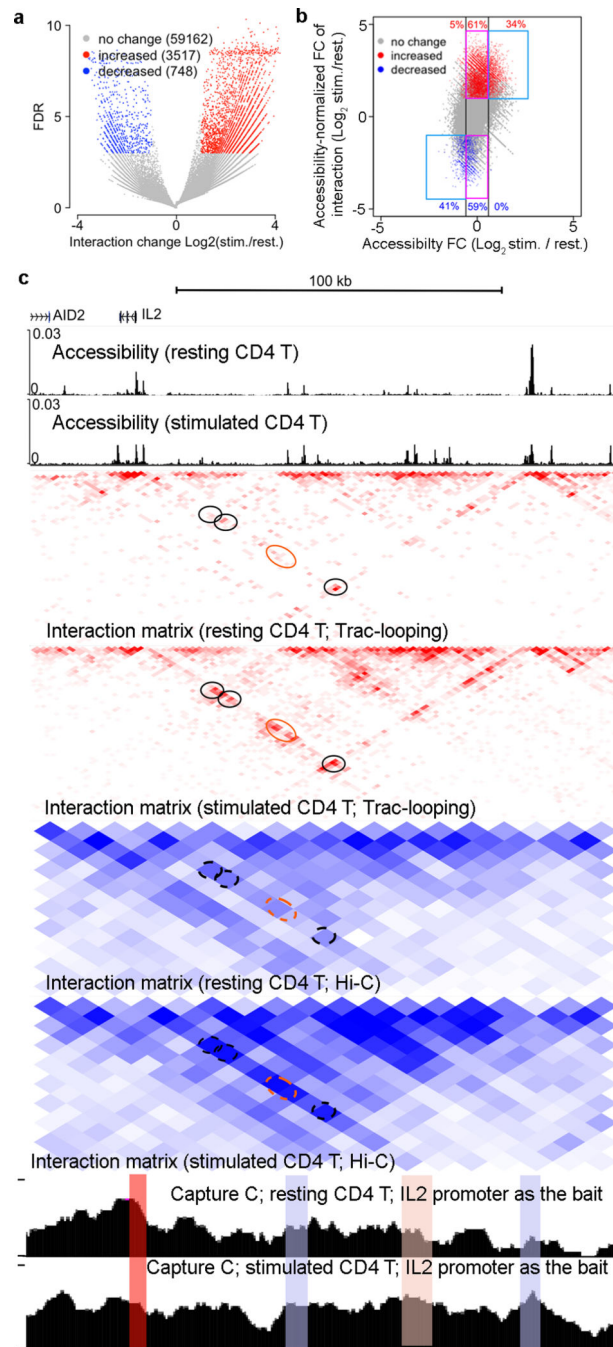 a
10
no change (59162)
increased (3517)
decreased (748)
5
FDR
0
-4
0
4
Interaction change Log2(stim./rest.)
b
5% 61% 34%
5
no change
increased
decreased
Accessibility-normalized FC of
interaction (Log2 stim./rest.)
0
-5
41% 59% 0%
-5
0
5
Accessibilty FC (Log2 stim. / rest.)
c
100 kb
AID2
IL2
0.03
Accessibility (resting CD4 T)
0
0.03
Accessibility (stimulated CD4 T)
0
Interaction matrix (resting CD4 T; Trac-looping)
Interaction matrix (stimulated CD4 T; Trac-looping)
Interaction matrix (resting CD4 T; Hi-C)
Interaction matrix (stimulated CD4 T; Hi-C)
Capture C; resting CD4 T; IL2 promoter as the bait
Capture C; stimulated CD4 T; IL2 promoter as the bait